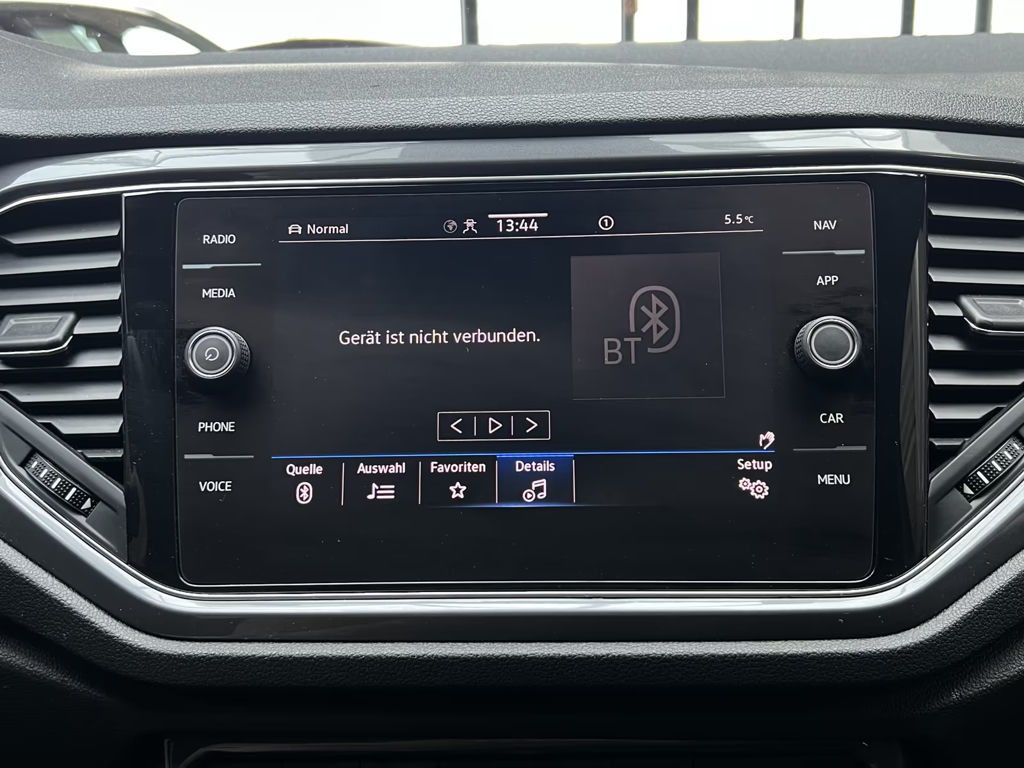 RADIO
MEDIA
PHONE
VOICE
Normal
13:44
1
5.5°C
Gerät ist nicht verbunden.
BT
Quelle
Auswahl
Favoriten
Details
Setup
NAV
APP
CAR
MENU